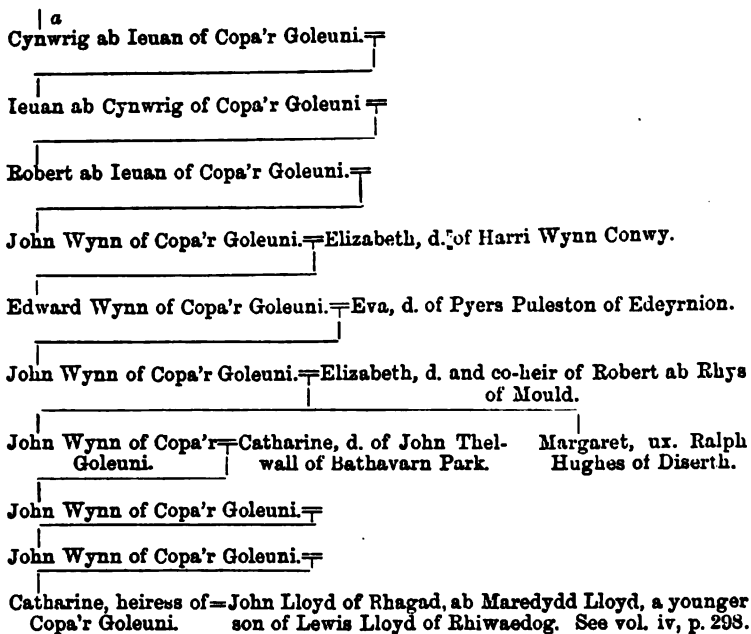 a
Cynwrig ab Ieuan of Copa'r Goleuni.
Ieuan ab Cynwrig of Copa'r Goleuni
Robert ab Ieuan of Copa'r Goleuni.
John Wynn of Copa'r Goleuni.=Elizabeth, d. of Harri Wynn Conwy.
Edward Wynn of Copa'r Goleuni.=Eva, d. of Pyers Puleston of Edeyrnion.
John Wynn of Copa'r Goleuni.=Elizabeth, d. and co-heir of Robert ab Rhys
of Mould.
John Wynn of Copa'r=Catharine, d. of John Thel- Margaret, ux. Ralph
Goleuni. wall of Bathavarn Park. Hughes of Diserth.
John Wynn of Copa'r Goleuni.=
John Wynn of Copa'r Goleuni.=
Catharine, heiress of=John Lloyd of Rhagad, ab Maredydd Lloyd, a younger
Copa'r Goleuni. son of Lewis Lloyd of Rhiwaedog. See vol. iv, p. 298.